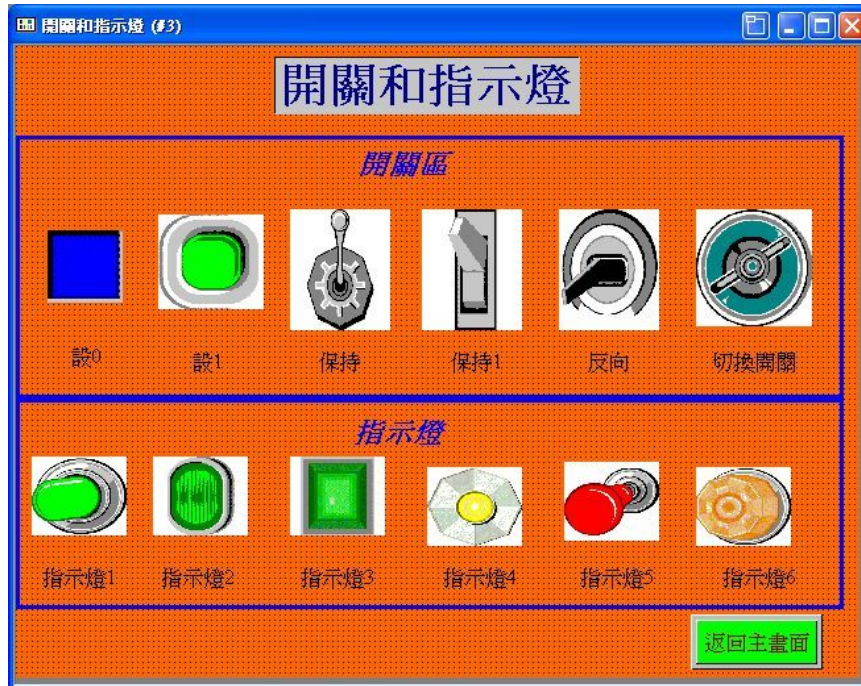 開關和指示燈 (#3)
開關和指示燈
開關區
設0 設1 保持 保持1 反向 切換開關
指示燈
指示燈1 指示燈2 指示燈3 指示燈4 指示燈5 指示燈6
返回主畫面